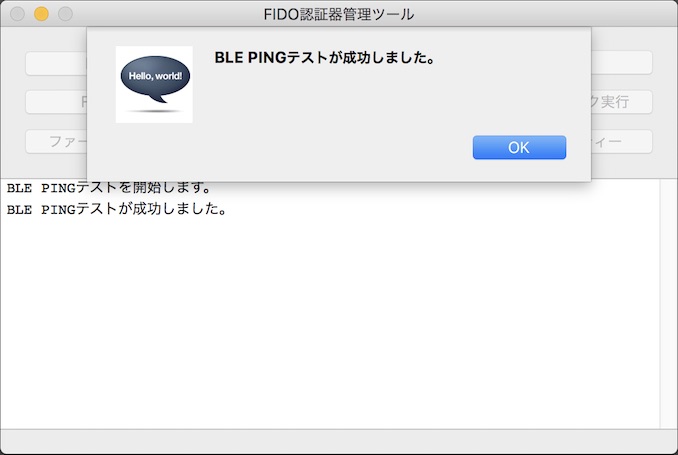 FIDO認証器管理ツール
Hello, world!
BLE PINGテストが成功しました。
OK
ク実行
ファー
ィー
BLE PINGテストを開始します。
BLE PINGテストが成功しました。